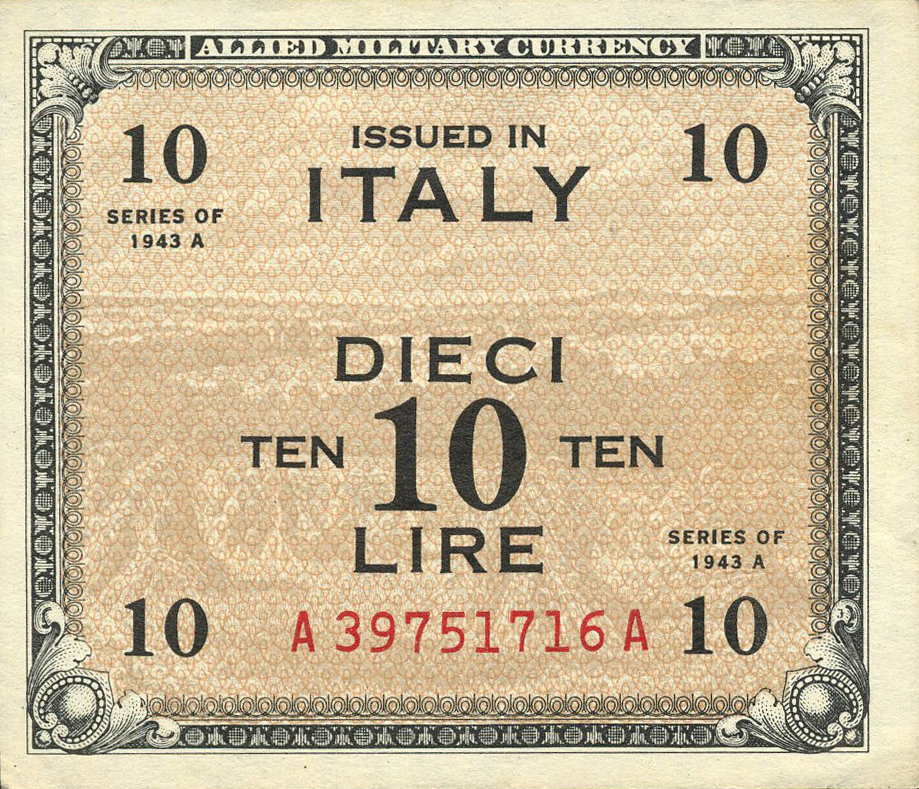 ALLIED MILITARY CURRENCY
10 ISSUED IN 10
ITALY
SERIES OF
1943 A
DIECI
TEN 10 TEN
LIRE
SERIES OF
1943 A
10 A39751716A 10